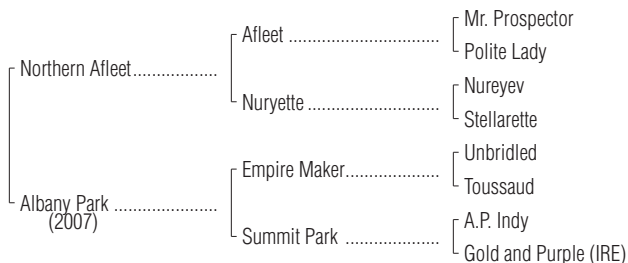 Mr. Prospector
Afleet
Polite Lady
Northern Afleet
Nureyev
Nuryette
Stellarette
Unbridled
Empire Maker
Toussaud
Albany Park
(2007)
A.P. Indy
Summit Park
Gold and Purple (IRE)